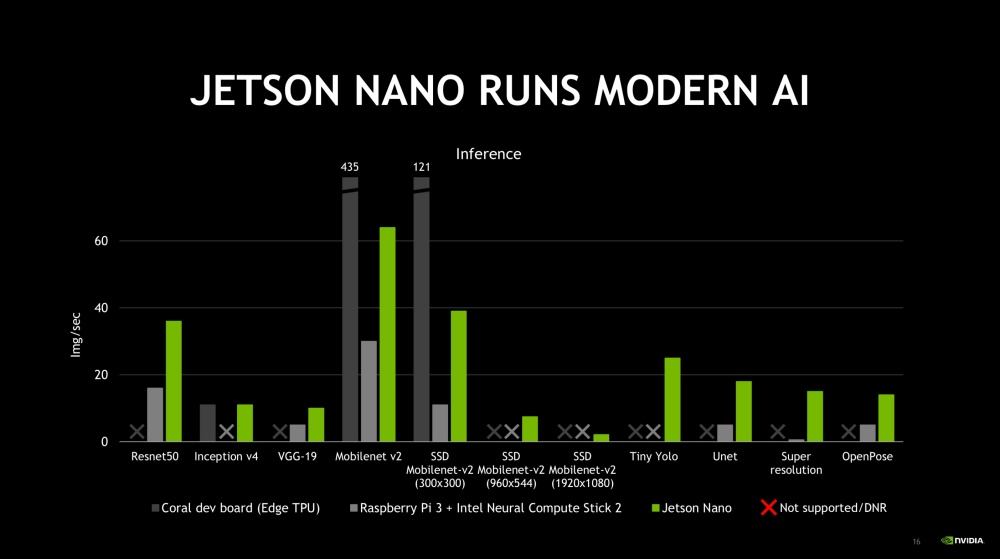 JETSON NANO RUNS MODERN AI
Inference
435
121
60
40
20
0
Img/sec
Resnet50
Inception v4
VGG-19
Mobilenet v2
SSD
Mobilenet-v2
(300x300)
SSD
Mobilenet-v2
(960x544)
SSD
Mobilenet-v2
(1920x1080)
Tiny Yolo
Unet
Super
resolution
OpenPose
Coral dev board (Edge TPU)
Raspberry Pi 3 + Intel Neural Compute Stick 2
Jetson Nano
Not supported/DNR
16
NVIDIA